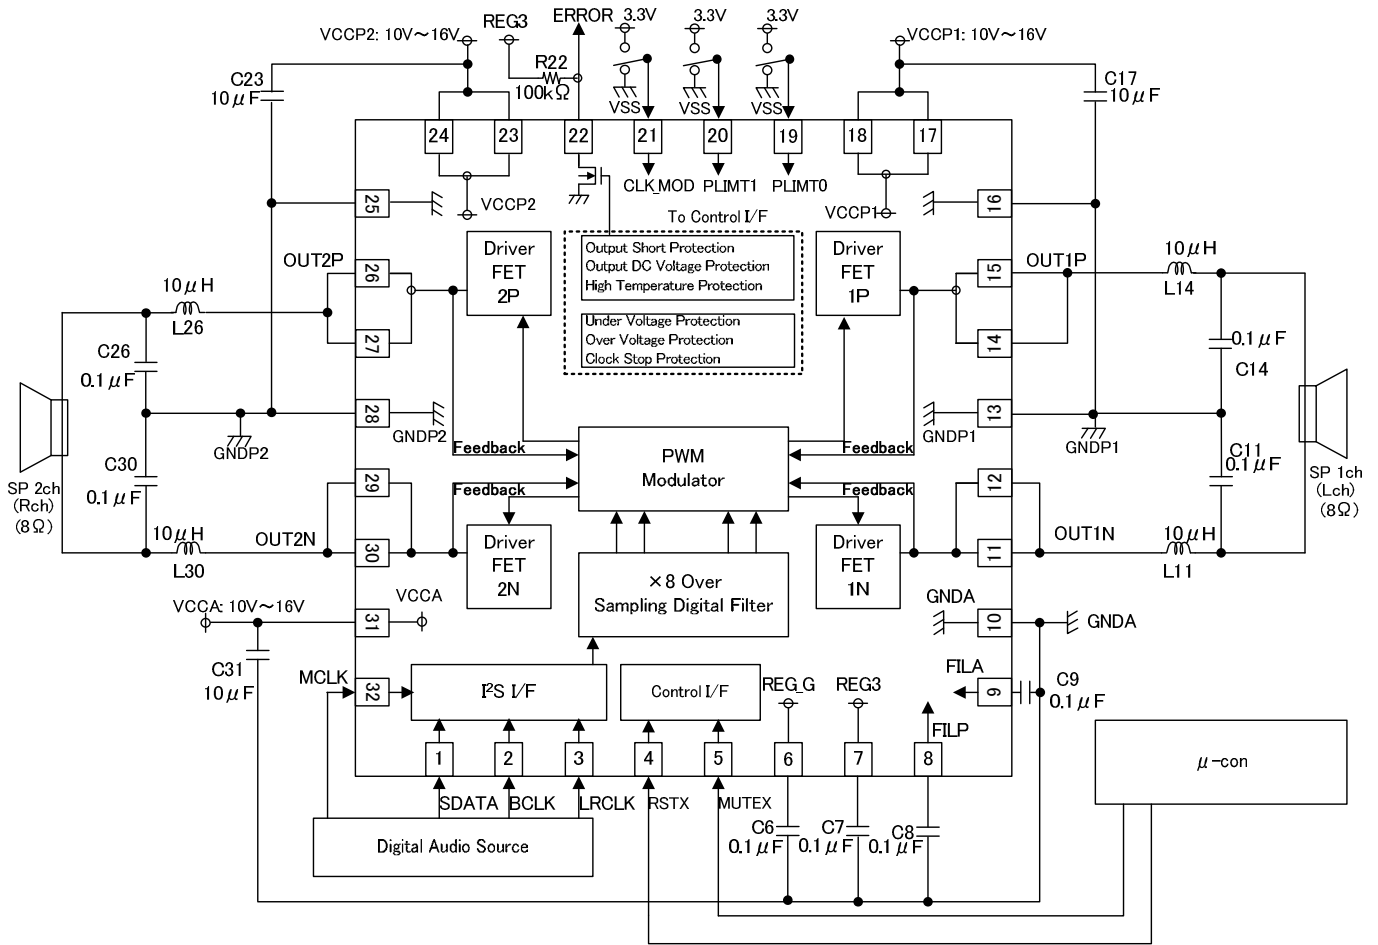 ERROR
3.3V
3.3V
3.3V
REG3
VCCP2: 10V～16V
VCCP1: 10V～16V
R22
100kΩ
C23
10μF
C17
10μF
VSS
VSS
VSS
24
23
22
21
20
19
18
17
CLK_MOD
PLIMT1
PLIMT0
VCCP2
VCCP1
To Control I/F
25
16
Driver
FET
2P
Output Short Protection
Output DC Voltage Protection
High Temperature Protection
Under Voltage Protection
Over Voltage Protection
Clock Stop Protection
Driver
FET
1P
OUT2P
26
27
15
14
OUT1P
10μH
L26
10μH
L14
C26
0.1μF
0.1μF
C14
28
GNDP2
GNDP2
13
GNDP1
GNDP1
Feedback
Feedback
PWM
Modulator
Feedback
Feedback
C30
0.1μF
C11
0.1μF
SP 2ch
(Rch)
(8Ω)
SP 1ch
(Lch)
(8Ω)
29
30
12
11
OUT2N
OUT1N
10μH
L30
10μH
L11
Driver
FET
2N
Driver
FET
1N
×8 Over
Sampling Digital Filter
VCCA: 10V～16V
31
VCCA
GNDA
10
GNDA
C31
10μF
MCLK
32
I²S I/F
Control I/F
REG_G
REG3
FILA
9
C9
0.1μF
FILP
1
2
3
4
5
6
7
8
μ-con
SDATA
BCLK
LRCLK
RSTX
MUTEX
C6
0.1μF
C7
0.1μF
C8
0.1μF
Digital Audio Source